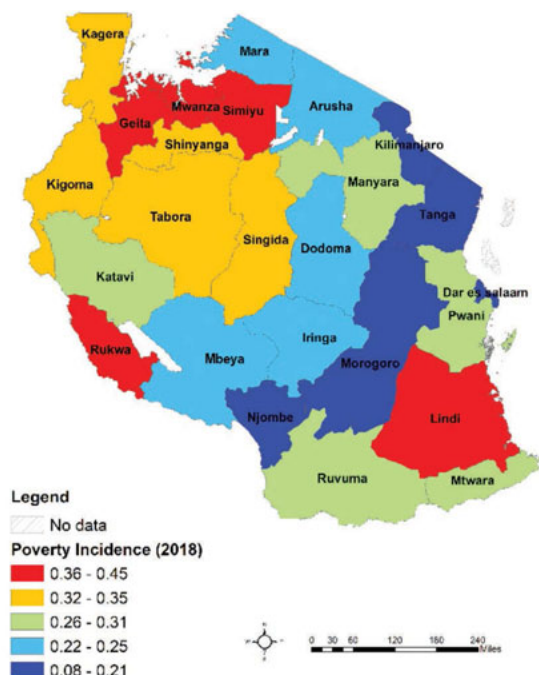 Kagera
Mara
Arusha
Mwanza
Simiyu
Geita
Shinyanga
Kilimanjaro
Kigoma
Manyara
Tabora
Singida
Tanga
Dodoma
Katavi
Dar es salaam
Pwani
Rukwa
Mbeya
Iringa
Morogoro
Njombe
Lindi
Ruvuma
Mtwara
Legend
No data
Poverty Incidence (2018)
0.36 - 0.45
0.32 - 0.35
0.26 - 0.31
0.22 - 0.25
0.08 - 0.21
0 30 60 120 180 240
Miles